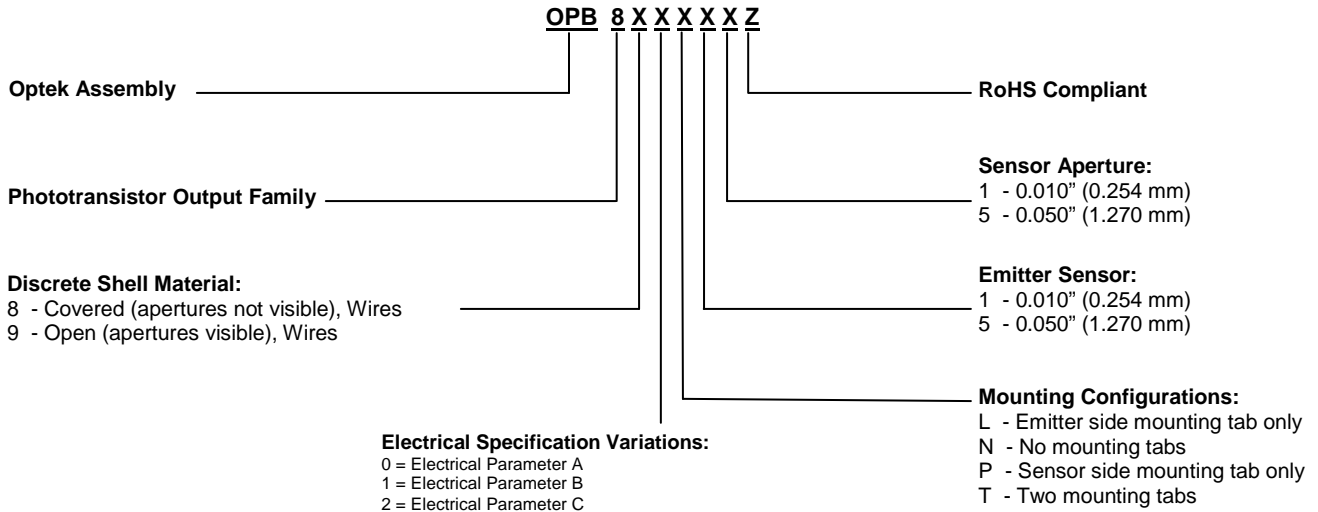 OPB 8 X X X X X Z
Optek Assembly
RoHS Compliant
Phototransistor Output Family
Sensor Aperture:
1 - 0.010” (0.254 mm)
5 - 0.050” (1.270 mm)
Discrete Shell Material:
8 - Covered (apertures not visible), Wires
9 - Open (apertures visible), Wires
Emitter Sensor:
1 - 0.010” (0.254 mm)
5 - 0.050” (1.270 mm)
Electrical Specification Variations:
0 = Electrical Parameter A
1 = Electrical Parameter B
2 = Electrical Parameter C
Mounting Configurations:
L - Emitter side mounting tab only
N - No mounting tabs
P - Sensor side mounting tab only
T - Two mounting tabs